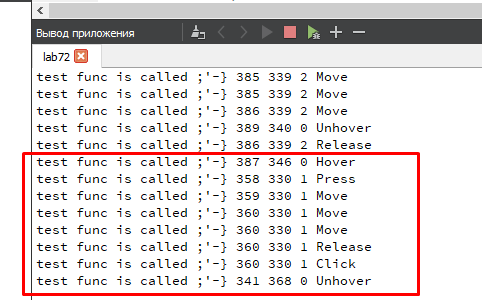 Вывод приложения
lab72
test func is called ;'-} 385 339 2 Move
test func is called ;'-} 385 339 2 Move
test func is called ;'-} 386 339 2 Move
test func is called ;'-} 389 340 0 Unhover
test func is called ;'-} 386 339 2 Release
test func is called ;'-} 387 346 0 Hover
test func is called ;'-} 358 330 1 Press
test func is called ;'-} 359 330 1 Move
test func is called ;'-} 360 330 1 Move
test func is called ;'-} 360 330 1 Move
test func is called ;'-} 360 330 1 Release
test func is called ;'-} 360 330 1 Click
test func is called ;'-} 341 368 0 Unhover